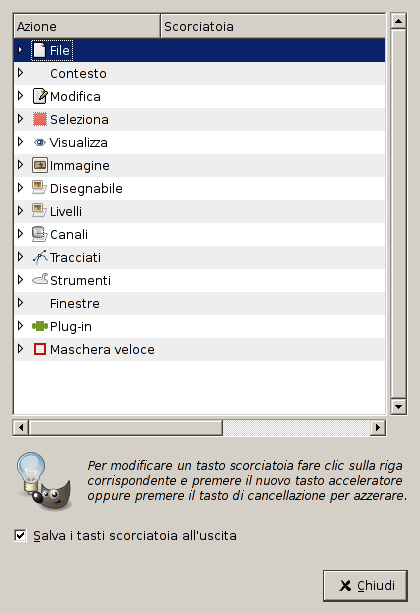 Azione Scorciatoia
File
Contesto
Modifica
Seleziona
Visualizza
Immagine
Disegnabile
Livelli
Canali
Tracciati
Strumenti
Finestre
Plug-in
Maschera veloce
Per modificare un tasto scorciatoia fare clic sulla riga
corrispondente e premere il nuovo tasto acceleratore
oppure premere il tasto di cancellazione per azzerare.
Salva i tasti scorciatoia all'uscita
Chiudi